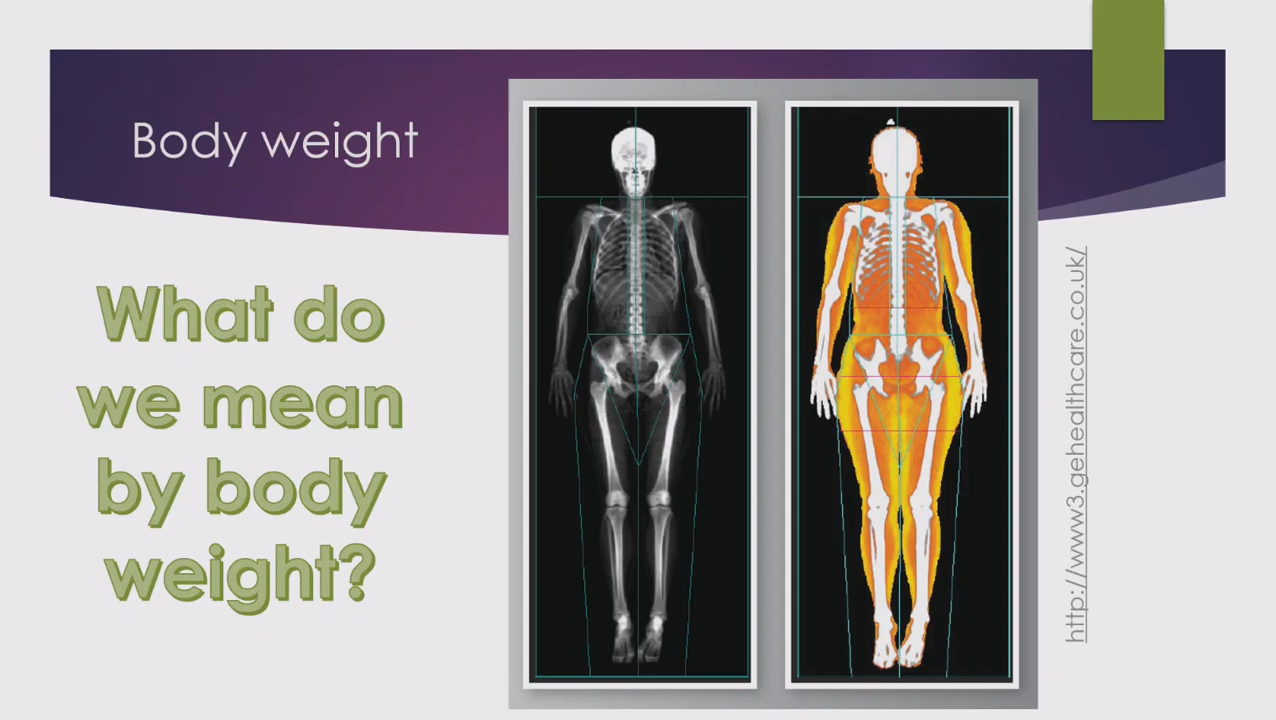 Body weight
What do
we mean
by body
weight?
http://www3.gehealthcare.co.uk/